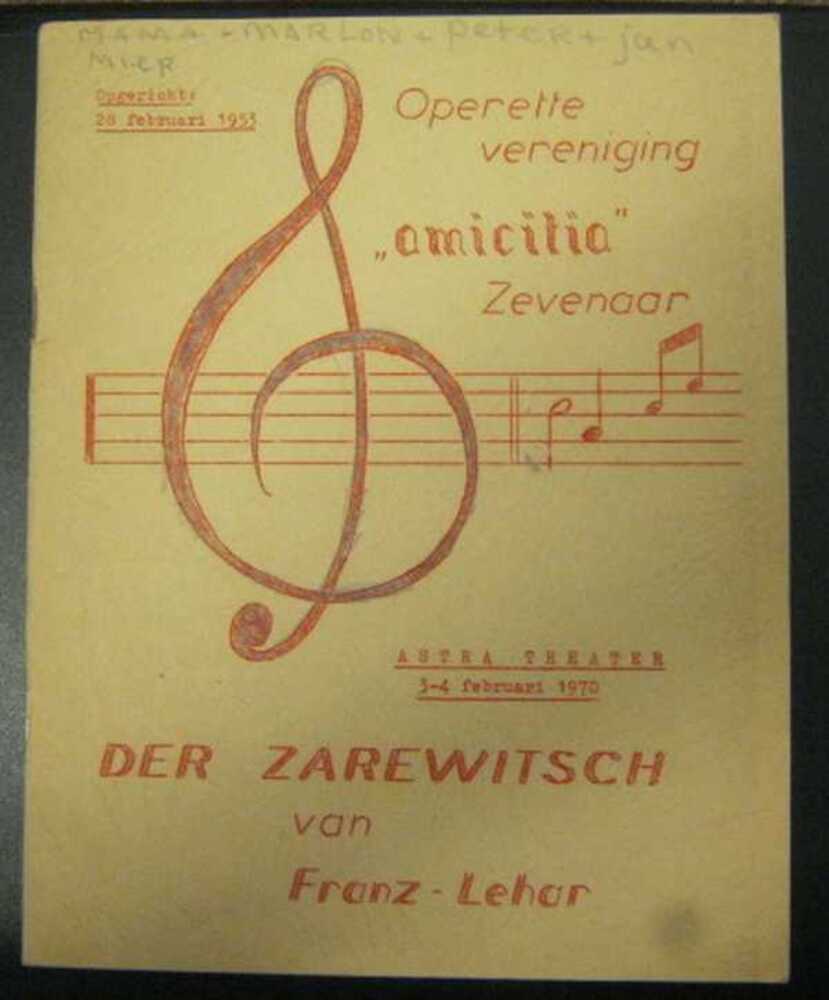 MAMA + MARLON + peter + jan
MIEP
Opgericht:
28 februari 1953
Operette
vereniging
„amicitia"
Zevenaar
ASTRA THEATER
3-4 februari 1970
DER ZAREWITSCH
van
Franz - Lehar